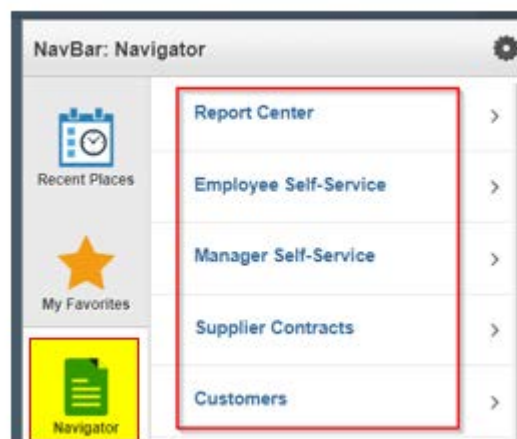 NavBar: Navigator
Recent Places
My Favorites
Navigator
Report Center
Employee Self-Service
Manager Self-Service
Supplier Contracts
Customers